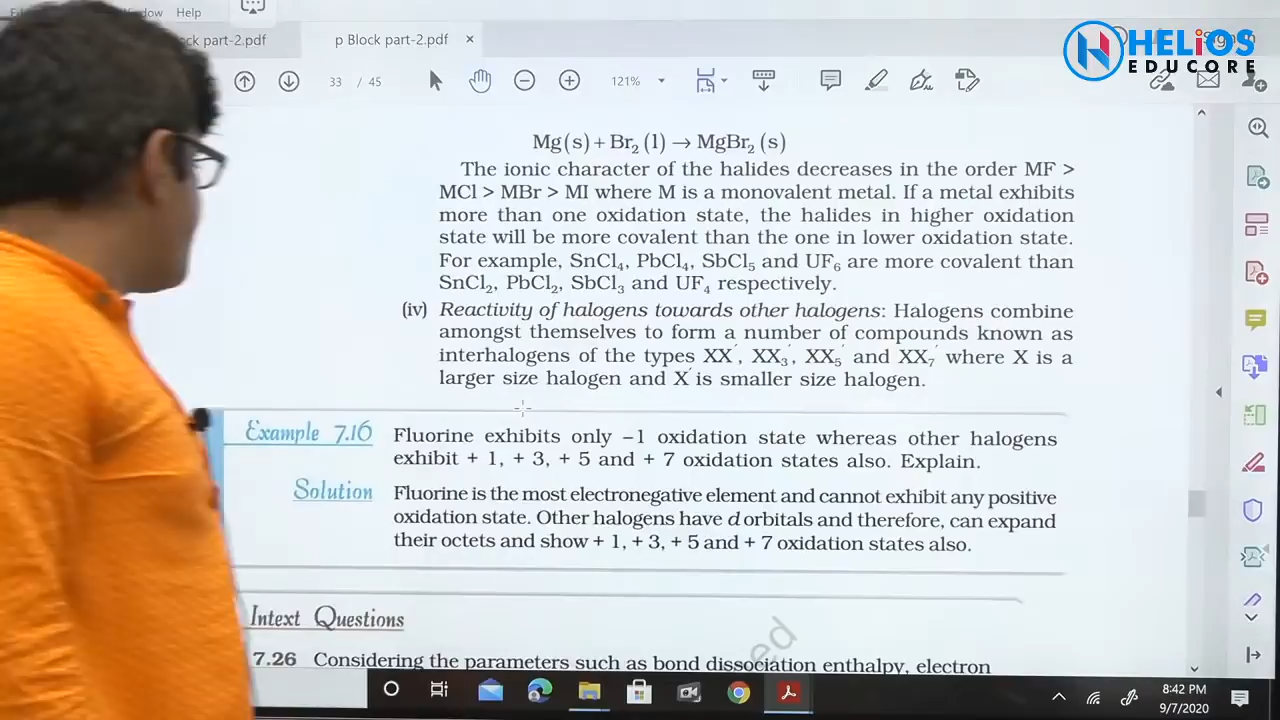 Window Help
ck part-2.pdf
p Block part-2.pdf ×
HELIOS
EDUCORE
33 / 45
121%
Mg(s) + Br₂(l) → MgBr₂(s)
The ionic character of the halides decreases in the order MF >
MCl > MBr > MI where M is a monovalent metal. If a metal exhibits
more than one oxidation state, the halides in higher oxidation
state will be more covalent than the one in lower oxidation state.
For example, SnCl₄, PbCl₄, SbCl₅ and UF₆ are more covalent than
SnCl₂, PbCl₂, SbCl₃ and UF₄ respectively.
(iv) Reactivity of halogens towards other halogens: Halogens combine
amongst themselves to form a number of compounds known as
interhalogens of the types XX′, XX₃′, XX₅′ and XX₇′ where X is a
larger size halogen and X′ is smaller size halogen.
Example 7.16 Fluorine exhibits only –1 oxidation state whereas other halogens
exhibit + 1, + 3, + 5 and + 7 oxidation states also. Explain.
Solution Fluorine is the most electronegative element and cannot exhibit any positive
oxidation state. Other halogens have d orbitals and therefore, can expand
their octets and show + 1, + 3, + 5 and + 7 oxidation states also.
Intext Questions
ed
7.26 Considering the parameters such as bond dissociation enthalpy, electron
8:42 PM
9/7/2020